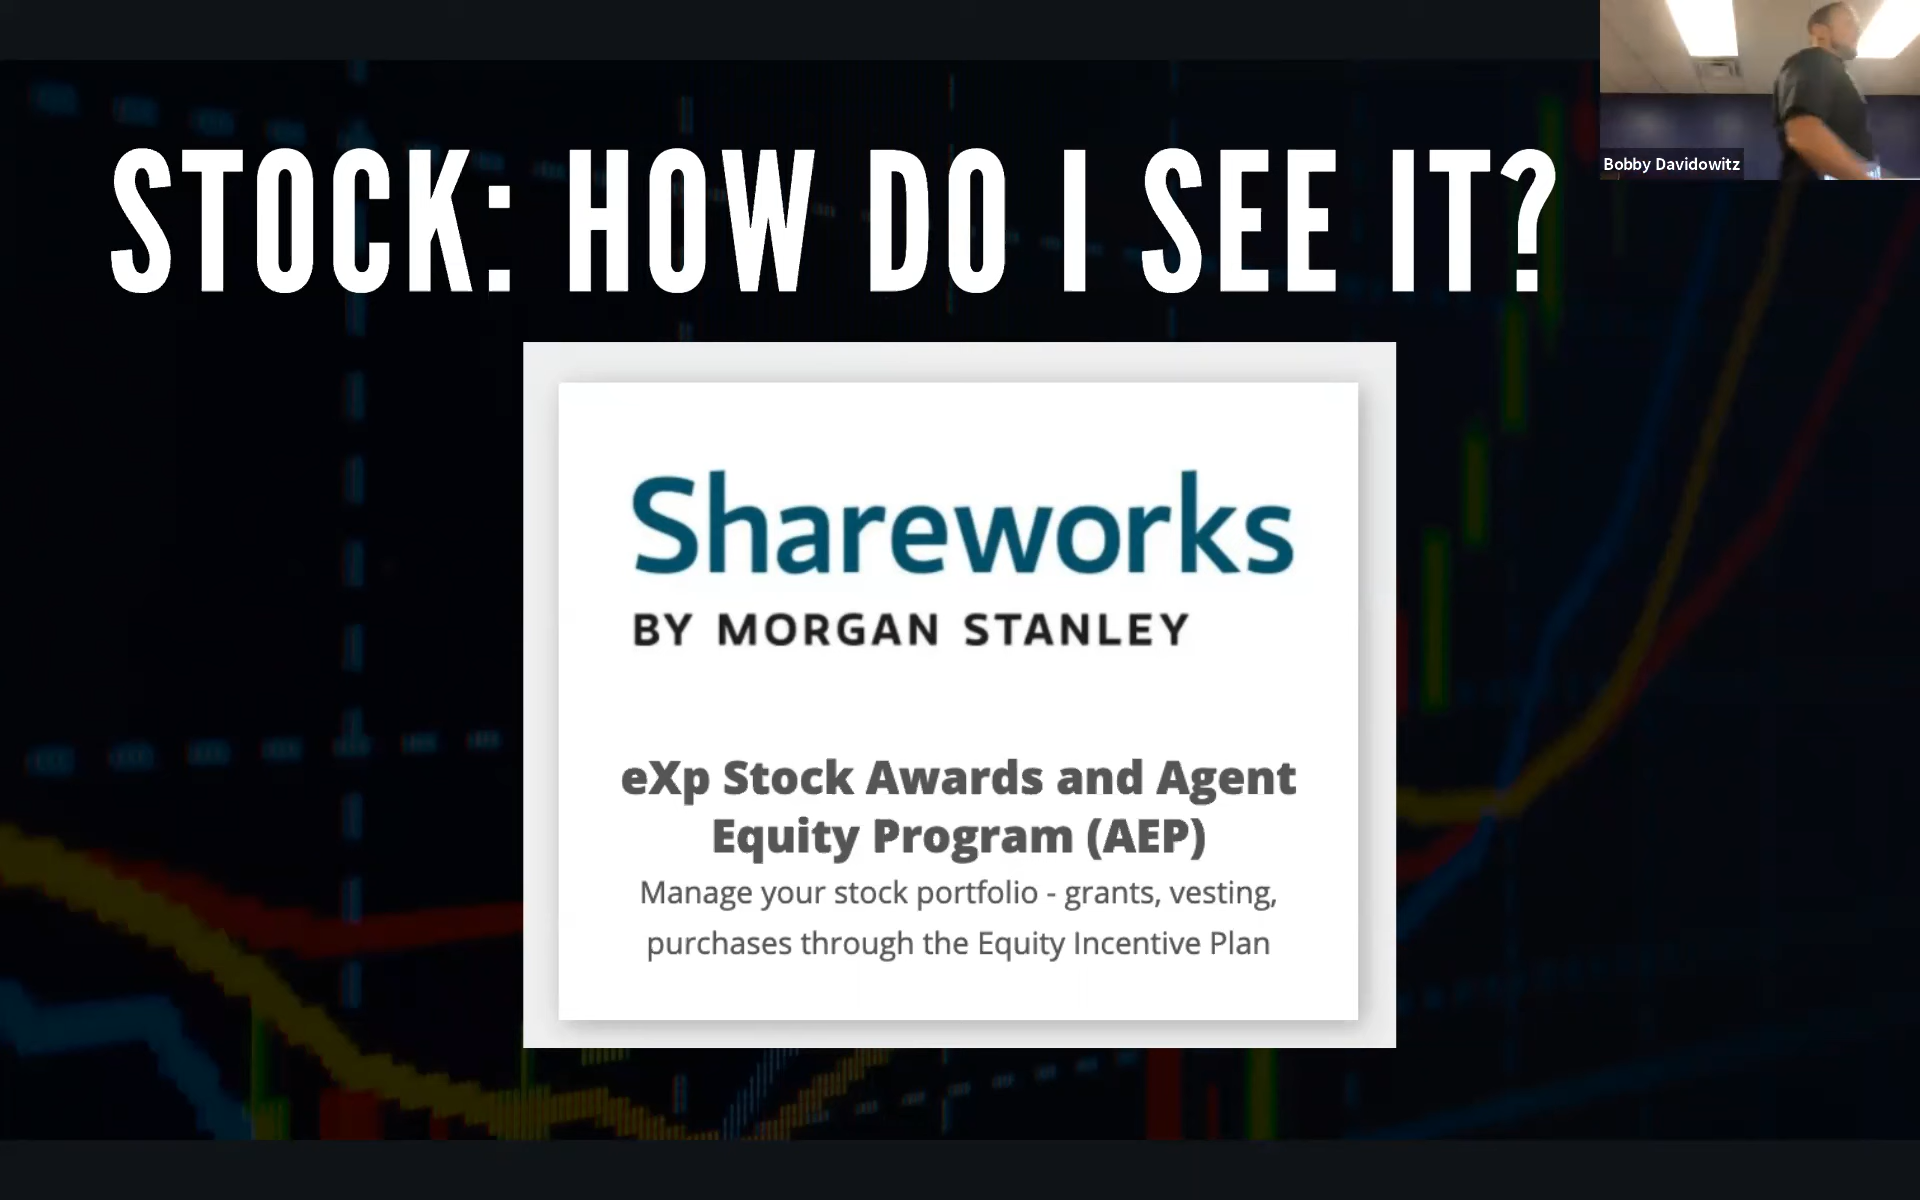 STOCK: HOW DO I SEE IT?
Bobby Davidowitz
Shareworks
BY MORGAN STANLEY
eXp Stock Awards and Agent
Equity Program (AEP)
Manage your stock portfolio - grants, vesting,
purchases through the Equity Incentive Plan